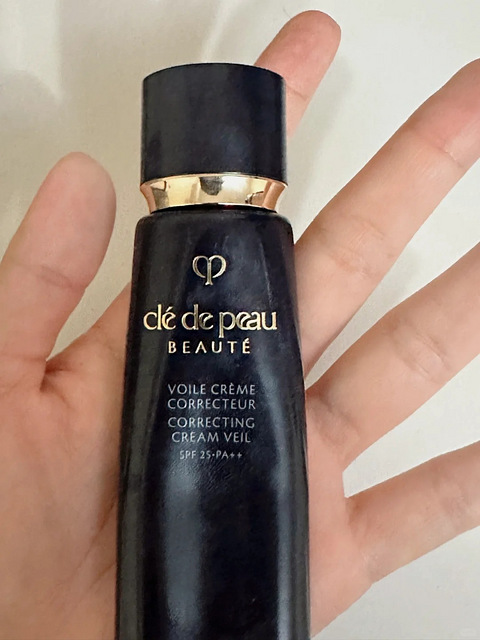 clé de peau
BEAUTÉ
VOILE CRÈME
CORRECTEUR
CORRECTING
CREAM VEIL
SPF 25·PA++